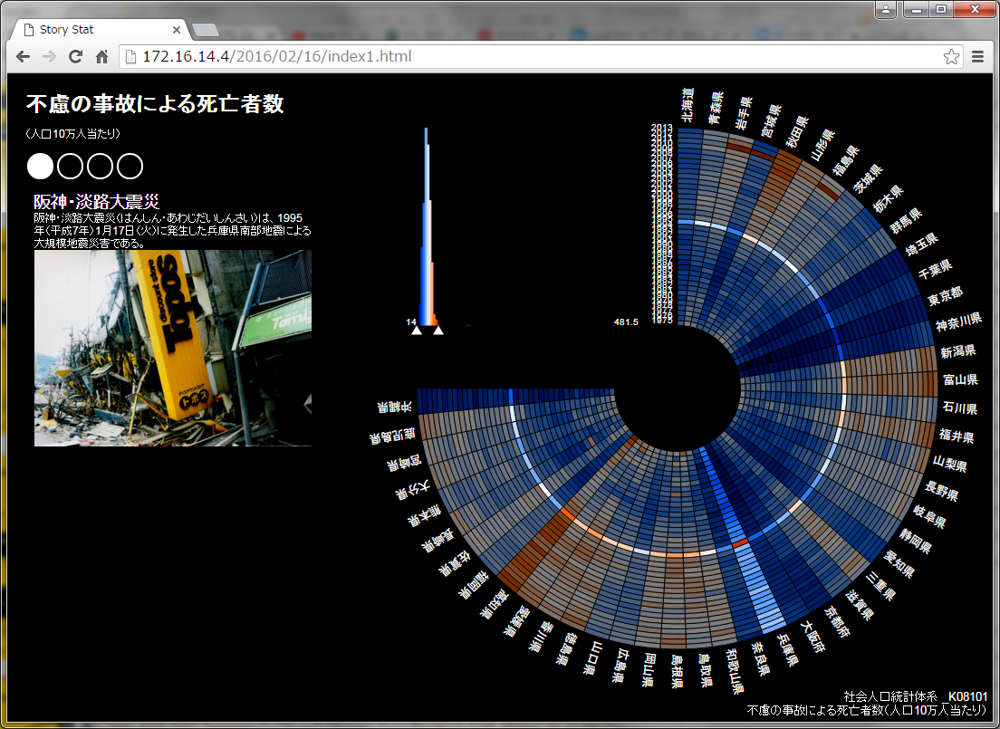 Story Stat
172.16.14.4/2016/02/16/index1.html
不慮の事故による死亡者数
（人口10万人当たり）
阪神・淡路大震災
阪神・淡路大震災（はんしん・あわじだいしんさい）は、1995
年（平成7年）1月17日（火）に発生した兵庫県南部地震による
大規模地震災害である。
Topos
トポス
Tomi
14
481.5
2013
1975
北海道
青森県
岩手県
宮城県
秋田県
山形県
福島県
茨城県
栃木県
群馬県
埼玉県
千葉県
東京都
神奈川県
新潟県
富山県
石川県
福井県
山梨県
長野県
岐阜県
静岡県
愛知県
三重県
滋賀県
京都府
大阪府
兵庫県
奈良県
和歌山県
鳥取県
島根県
岡山県
広島県
山口県
徳島県
香川県
愛媛県
高知県
福岡県
佐賀県
長崎県
熊本県
大分県
宮崎県
鹿児島県
沖縄県
社会人口統計体系 _K08101
不慮の事故による死亡者数（人口10万人当たり）